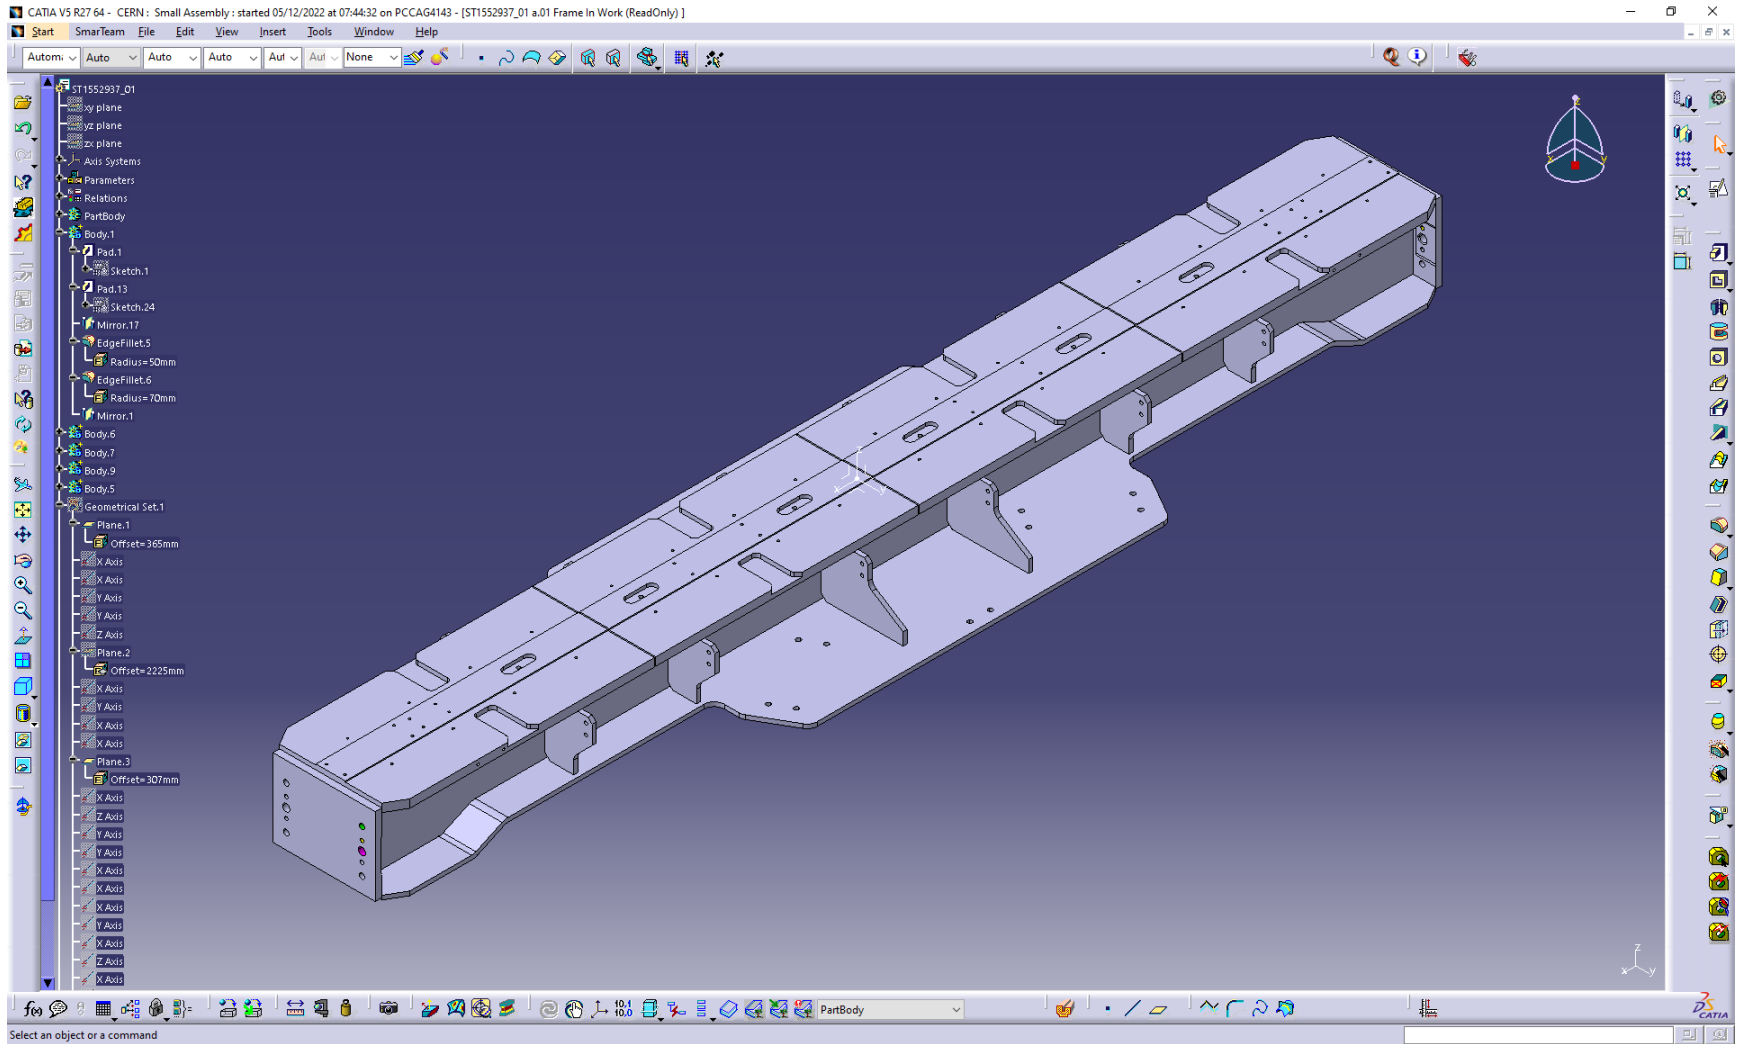 CATIA V5 R27 64 - CERN : Small Assembly : started 05/12/2022 at 07:44:32 on PCCAG4143 - [ST1552937_01 a.01 Frame In Work (ReadOnly) ]
Start SmarTeam File Edit View Insert Tools Window Help
Automa Auto Auto Auto Aut Aut None
ST1552937_01
xy plane
yz plane
zx plane
Axis Systems
Parameters
Relations
PartBody
Body.1
Pad.1
Sketch.1
Pad.13
Sketch.24
Mirror.17
EdgeFillet.5
Radius=50mm
EdgeFillet.6
Radius=70mm
Mirror.1
Body.6
Body.7
Body.9
Body.5
Geometrical Set.1
Plane.1
Offset=365mm
X Axis
X Axis
Y Axis
Y Axis
Z Axis
Plane.2
Offset=2225mm
X Axis
Y Axis
X Axis
X Axis
Plane.3
Offset=307mm
X Axis
Z Axis
Y Axis
Y Axis
X Axis
X Axis
X Axis
Y Axis
X Axis
Z Axis
X Axis
z
x y
z
x y
PartBody
CATIA
Select an object or a command